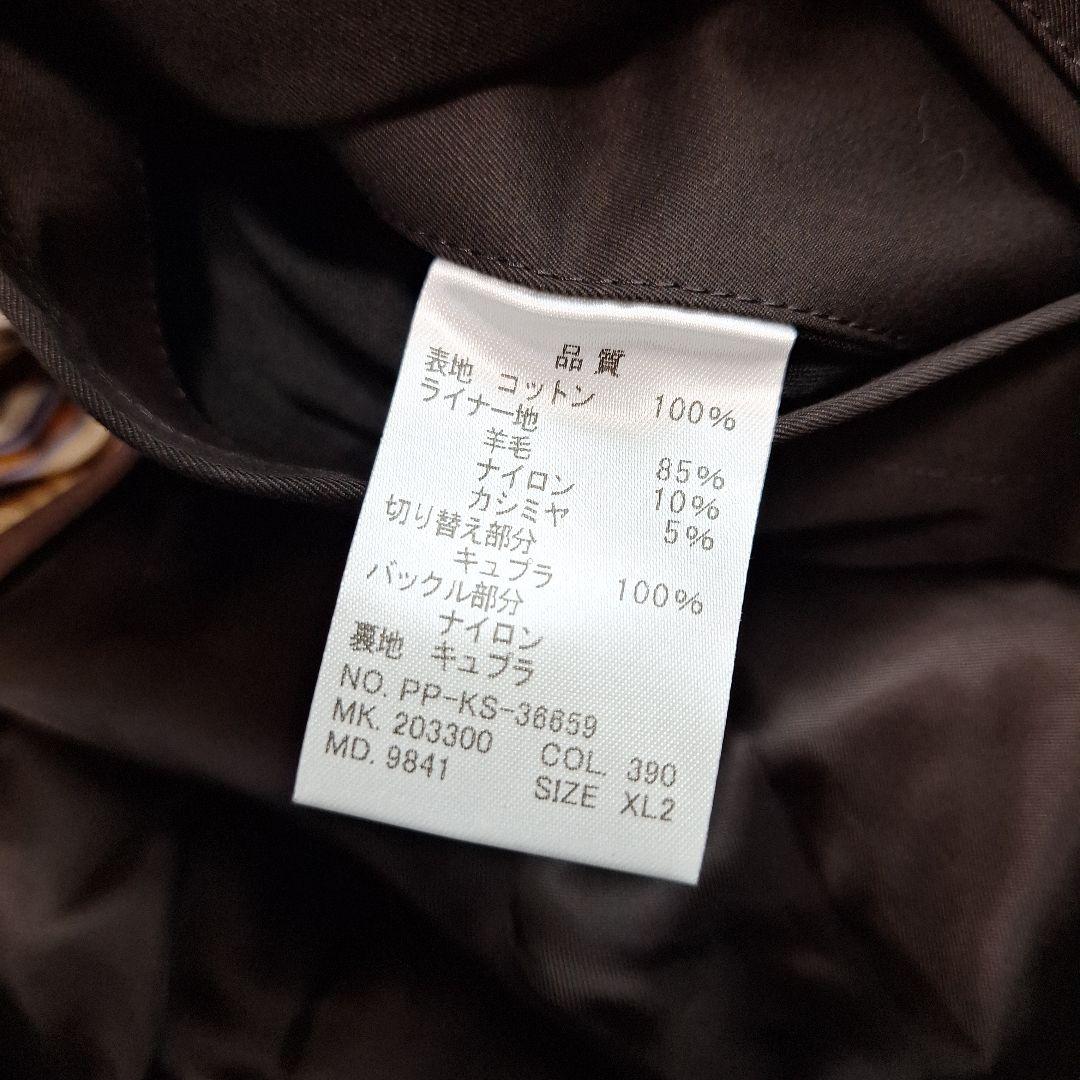 品質
表地 コットン 100%
ライナー地
羊毛 85%
ナイロン 10%
カシミヤ 5%
切り替え部分
キュプラ 100%
バックル部分
ナイロン
裏地 キュプラ
NO. PP-KS-36659
MK. 203300 COL. 390
MD. 9841 SIZE XL2